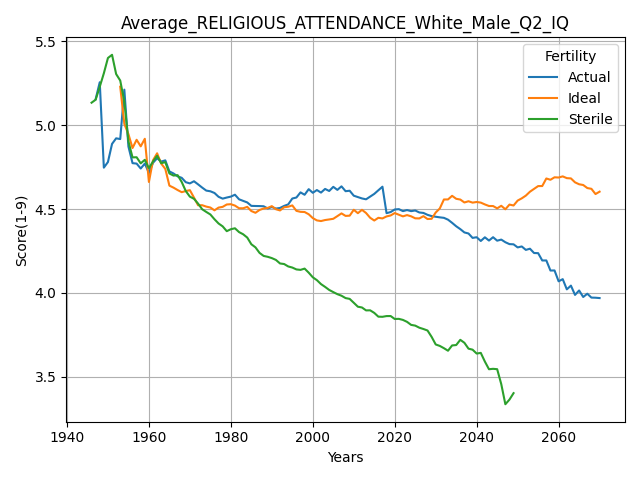 Average_RELIGIOUS_ATTENDANCE_White_Male_Q2_IQ
Fertility
Actual
Ideal
Sterile
Score(1-9)
5.5
5.0
4.5
4.0
3.5
1940 1960 1980 2000 2020 2040 2060
Years